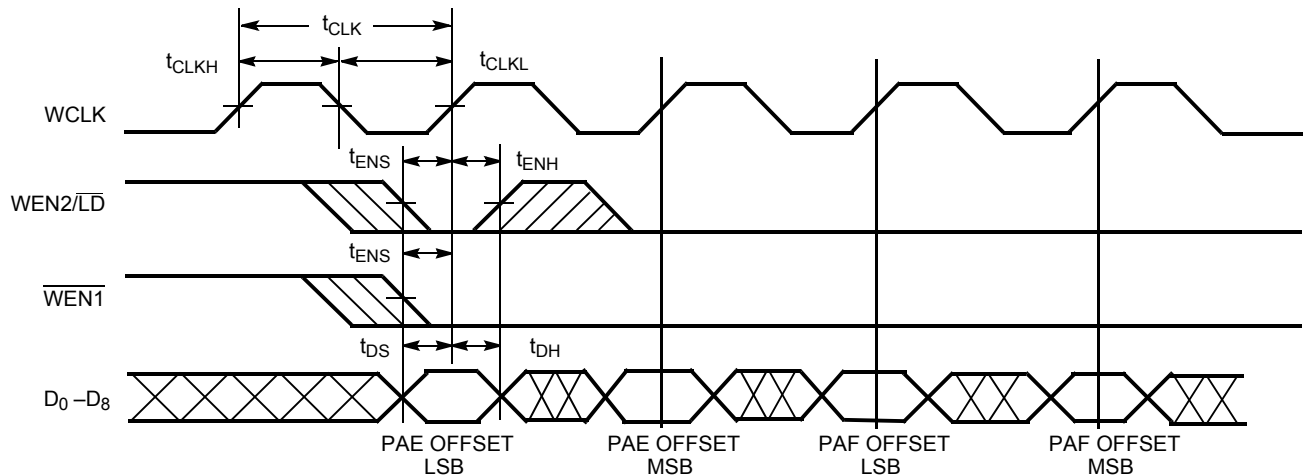 tCLK
tCLKH
tCLKL
WCLK
tENS
tENH
WEN2/LD
tENS
WEN1
tDS
tDH
D0 –D8
PAE OFFSET
LSB
PAE OFFSET
MSB
PAF OFFSET
LSB
PAF OFFSET
MSB